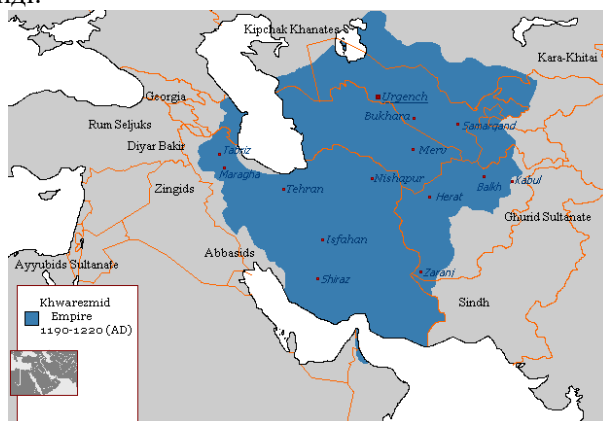 Kipchak Khanates
Kara-Khitai
Georgia
Urgench
Bukhara
Samarqand
Rum Seljuks
Diyar Bakir
Tabriz
Merv
Maragha
Zingids
Tehran
Nishapur
Balkh
Kabul
Herat
Ghurid Sultanate
Isfahan
Abbasids
Ayyubids Sultanate
Zaranj
Shiraz
Sindh
Khwarezmid
Empire
1190-1220 (AD)